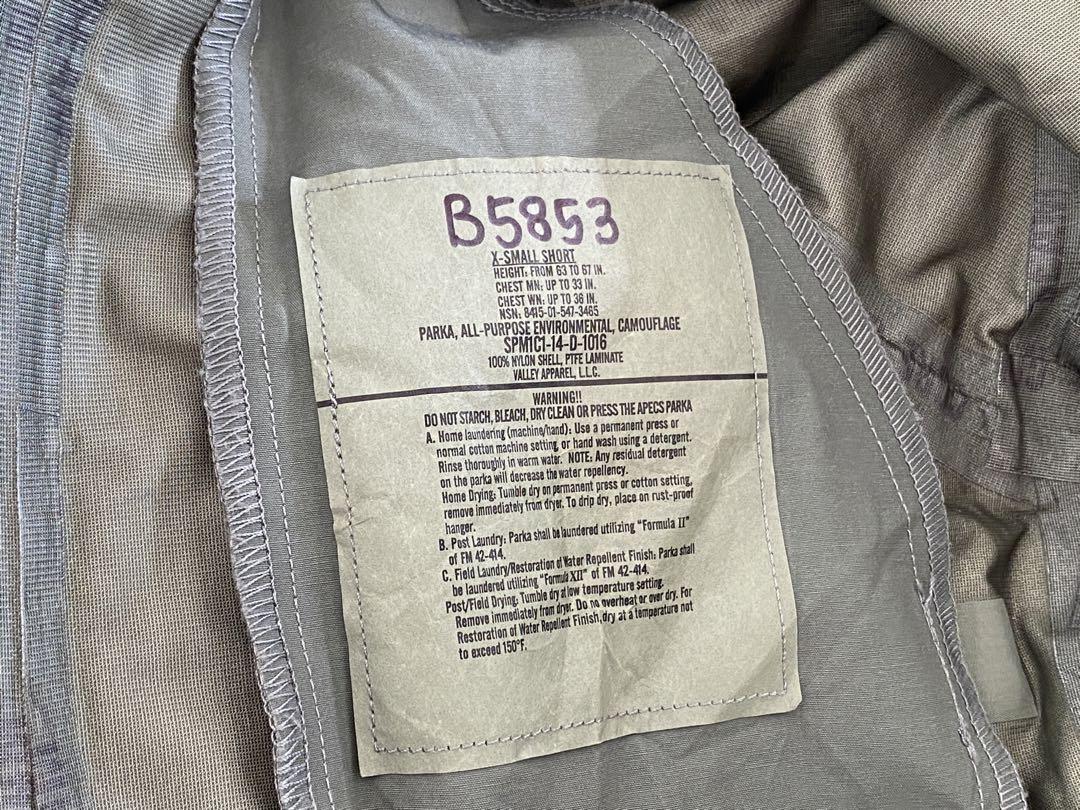 B5853
X-SMALL SHORT
HEIGHT: FROM 63 TO 67 IN.
CHEST MN: UP TO 33 IN.
CHEST WN: UP TO 36 IN.
NSN: 8415-01-547-3465
PARKA, ALL-PURPOSE ENVIRONMENTAL, CAMOUFLAGE
SPM1C1-14-D-1016
100% NYLON SHELL, PTFE LAMINATE
VALLEY APPAREL, L.L.C.
WARNING!!
DO NOT STARCH, BLEACH, DRY CLEAN OR PRESS THE APECS PARKA
A. Home laundering (machine/hand): Use a permanent press or
normal cotton machine setting, or hand wash using a detergent.
Rinse thoroughly in warm water. NOTE: Any residual detergent
on the parka will decrease the water repellency.
Home Drying: Tumble dry on permanent press or cotton setting,
remove immediately from dryer. To drip dry, place on rust-proof
hanger.
B. Post Laundry: Parka shall be laundered utilizing "Formula II"
of FM 42-414.
C. Field Laundry/Restoration of Water Repellent Finish: Parka shall
be laundered utilizing "Formula XII" of FM 42-414.
Post/Field Drying: Tumble dry at low temperature setting.
Remove immediately from dryer. Do no overheat or over dry. For
Restoration of Water Repellent Finish, dry at a temperature not
to exceed 150°F.